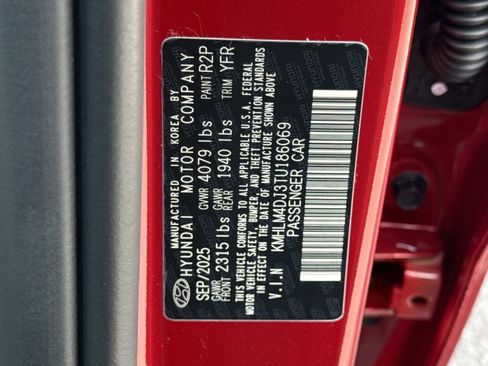 MANUFACTURED IN KOREA BY
HYUNDAI MOTOR COMPANY
SEP/2025 GVWR 4079 lbs PAINT R2P
GAWR FRONT 2315 lbs GAWR REAR 1940 lbs TRIM YFR
THIS VEHICLE CONFORMS TO ALL APPLICABLE U.S.A. FEDERAL
MOTOR VEHICLE SAFETY, BUMPER, AND THEFT PREVENTION STANDARDS
IN EFFECT ON THE DATE OF MANUFACTURE SHOWN ABOVE.
V.I.N KMHLM4DJ3TU186069
PASSENGER CAR